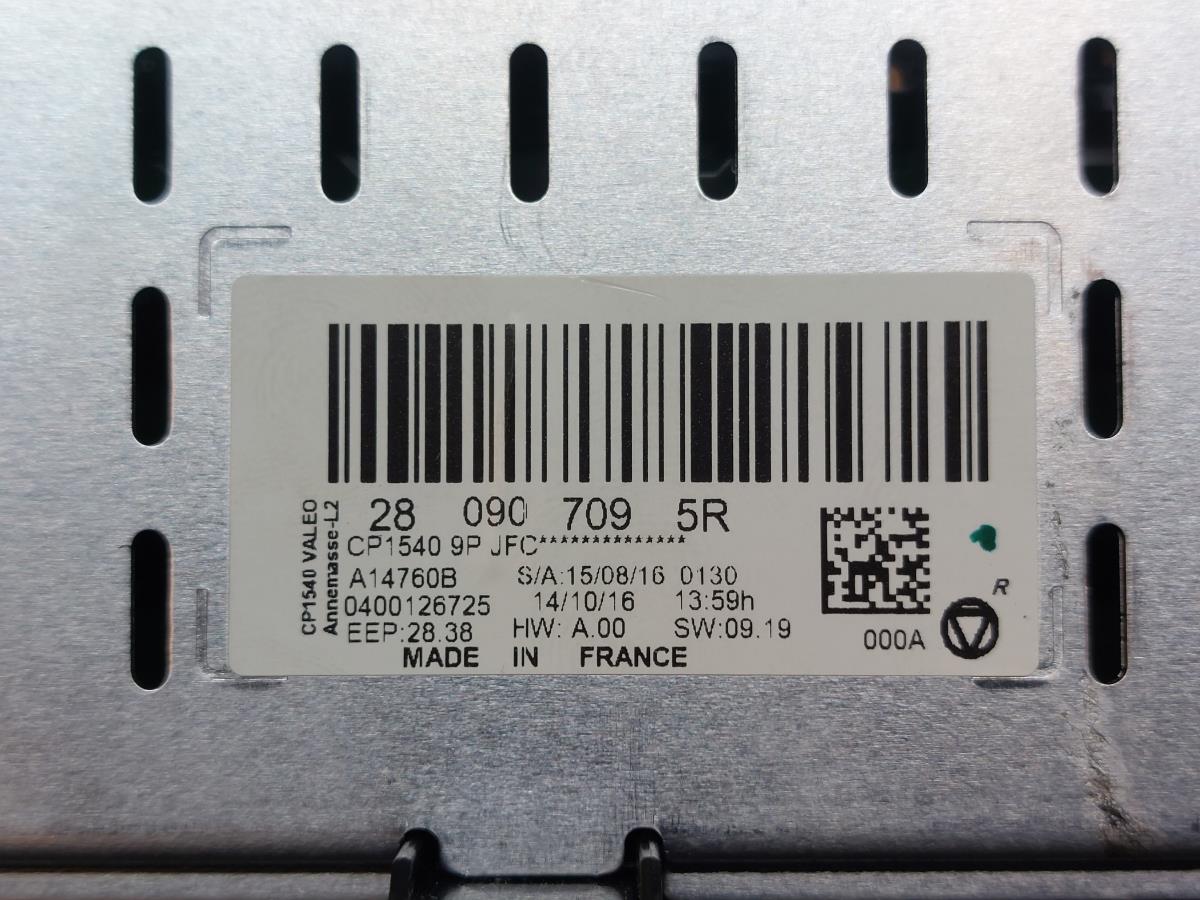 28 090 709 5R
CP1540 VALEO
Annemasse-L2
CP1540 9P JFC**************
A14760B S/A:15/08/16 0130
0400126725 14/10/16 13:59h
EEP:28.38 HW: A.00 SW:09.19
MADE IN FRANCE
000A
R